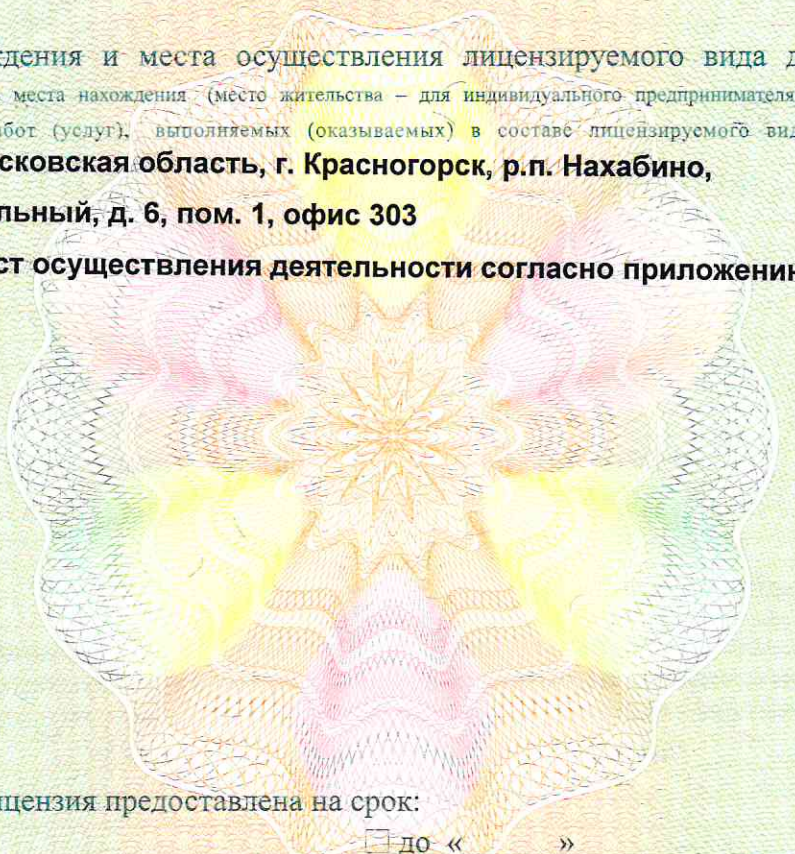 дения и места осуществления лицензируемого вида д
места нахождения (место жительства – для индивидуального предпринимателя
бот (услуг), выполняемых (оказываемых) в составе лицензируемого вид
сковская область, г. Красногорск, р.п. Нахабино,
льный, д. 6, пом. 1, офис 303
ст осуществления деятельности согласно приложени
цензия предоставлена на срок:
до « »